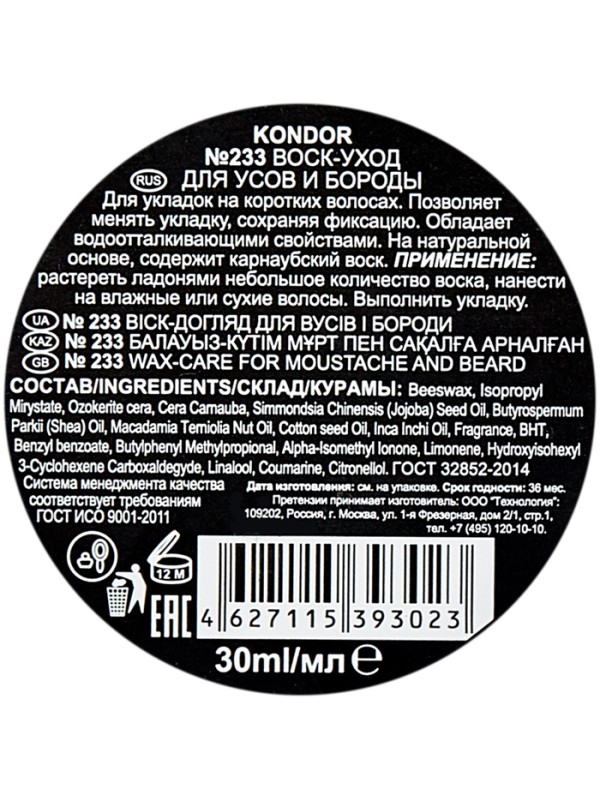 KONDOR
№233 ВОСК-УХОД
RUS ДЛЯ УСОВ И БОРОДЫ
Для укладок на коротких волосах. Позволяет
менять укладку, сохраняя фиксацию. Обладает
водоотталкивающими свойствами. На натуральной
основе, содержит карнаубский воск. ПРИМЕНЕНИЕ:
растереть ладонями небольшое количество воска, нанести
на влажные или сухие волосы. Выполнить укладку.
UA № 233 ВІСК-ДОГЛЯД ДЛЯ ВУСІВ І БОРОДИ
KAZ № 233 БАЛАУЫЗ-КҮТІМ МҰРТ ПЕН САҚАЛҒА АРНАЛҒАН
GB № 233 WAX-CARE FOR MOUSTACHE AND BEARD
СОСТАВ/INGREDIENTS/СКЛАД/КУРАМЫ: Beeswax, Isopropyl
Mirystate, Ozokerite cera, Cera Carnauba, Simmondsia Chinensis (Jojoba) Seed Oil, Butyrospermum
Parkii (Shea) Oil, Macadamia Temiolia Nut Oil, Cotton seed Oil, Inca Inchi Oil, Fragrance, BHT,
Benzyl benzoate, Butylphenyl Methylpropional, Alpha-Isomethyl Ionone, Limonene, Hydroxyisohexyl
3-Cyclohexene Carboxaldegyde, Linalool, Coumarine, Citronellol. ГОСТ 32852-2014
Система менеджмента качества
соответствует требованиям
ГОСТ ИСО 9001-2011
Дата изготовления: см. на упаковке. Срок годности: 36 мес.
Претензии принимает изготовитель: ООО "Технология":
109202, Россия, г. Москва, ул. 1-я Фрезерная, дом 2/1, стр.1,
тел. +7 (495) 120-10-10.
12 M
EAC
4 627115 393023
30ml/мл e